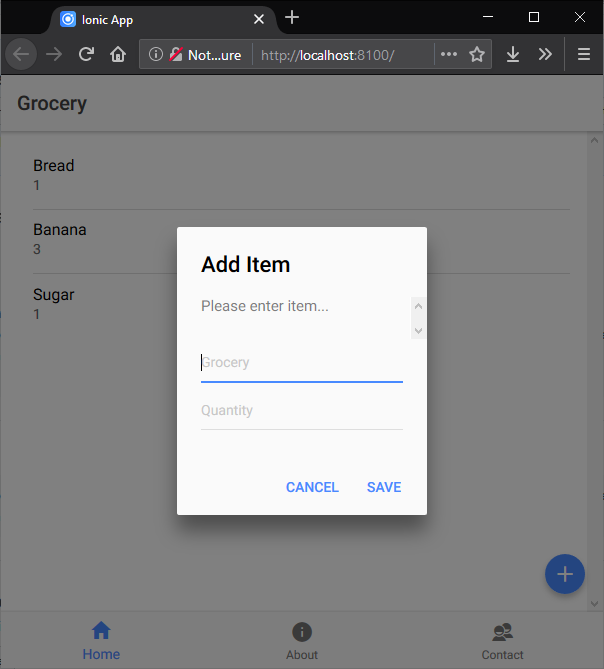 Ionic App
Not...ure
http://localhost:8100/
Grocery
Bread
1
Banana
3
Sugar
1
Add Item
Please enter item...
Grocery
Quantity
CANCEL SAVE
Home About Contact